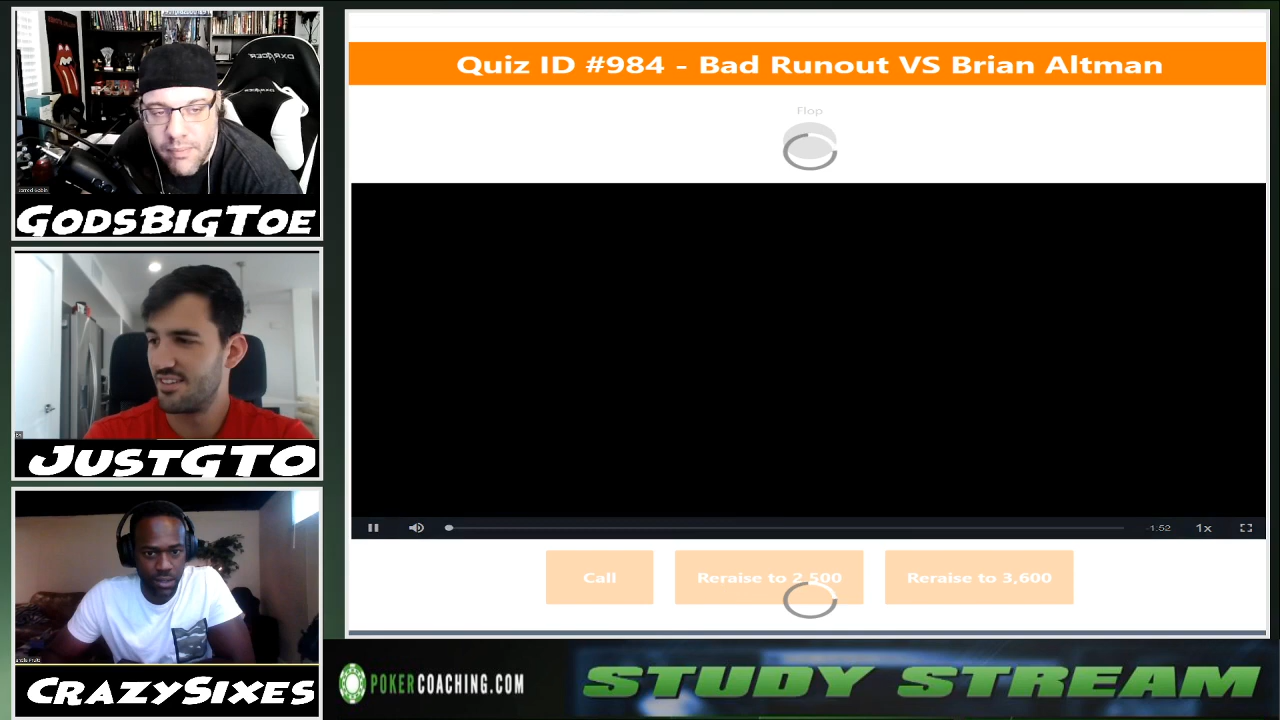 DXRACER
GODSBIGTOE
JUSTGTO
CRAZYSIXES
Quiz ID #984 - Bad Runout VS Brian Altman
Flop
-1:52
1x
Call
Reraise to 2,500
Reraise to 3,600
POKERCOACHING.COM
STUDY STREAM